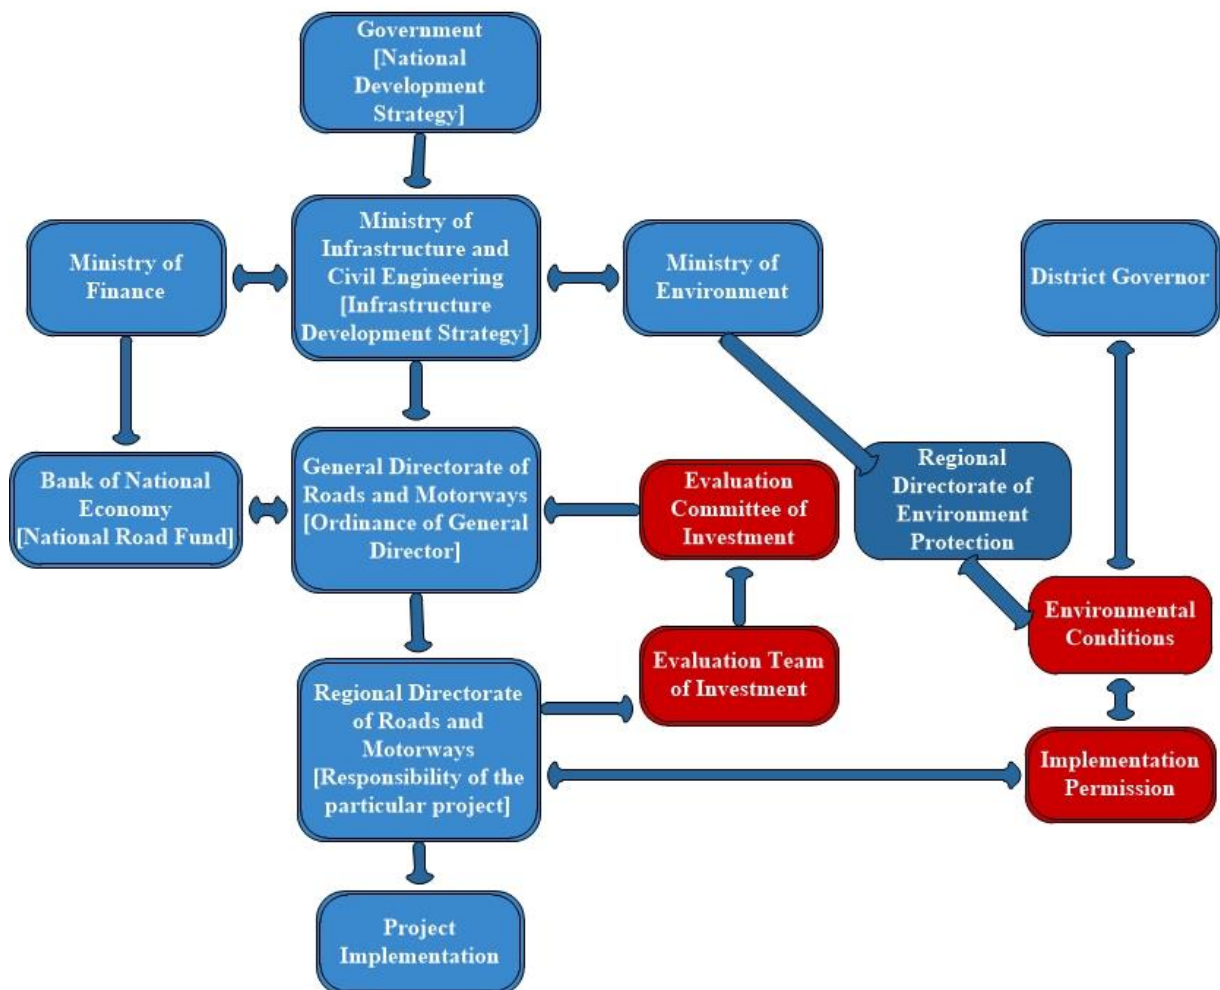 Government
[National
Development
Strategy]
Ministry of
Finance
Ministry of
Infrastructure and
Civil Engineering
[Infrastructure
Development Strategy]
Ministry of
Environment
District Governor
Bank of National
Economy
[National Road Fund]
General Directorate of
Roads and Motorways
[Ordinance of General
Director]
Evaluation
Committee of
Investment
Regional
Directorate of
Environment
Protection
Environmental
Conditions
Evaluation Team
of Investment
Regional Directorate
of Roads and
Motorways
[Responsibility of the
particular project]
Implementation
Permission
Project
Implementation